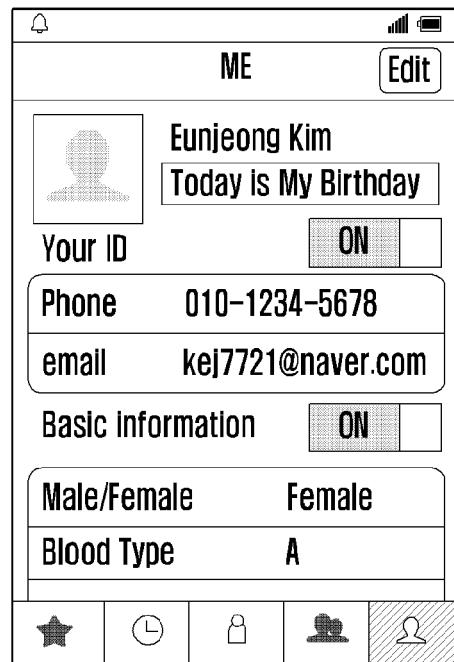 ME Edit
Eunjeong Kim
Today is My Birthday
Your ID ON
Phone 010-1234-5678
email kej7721@naver.com
Basic information ON
Male/Female Female
Blood Type A